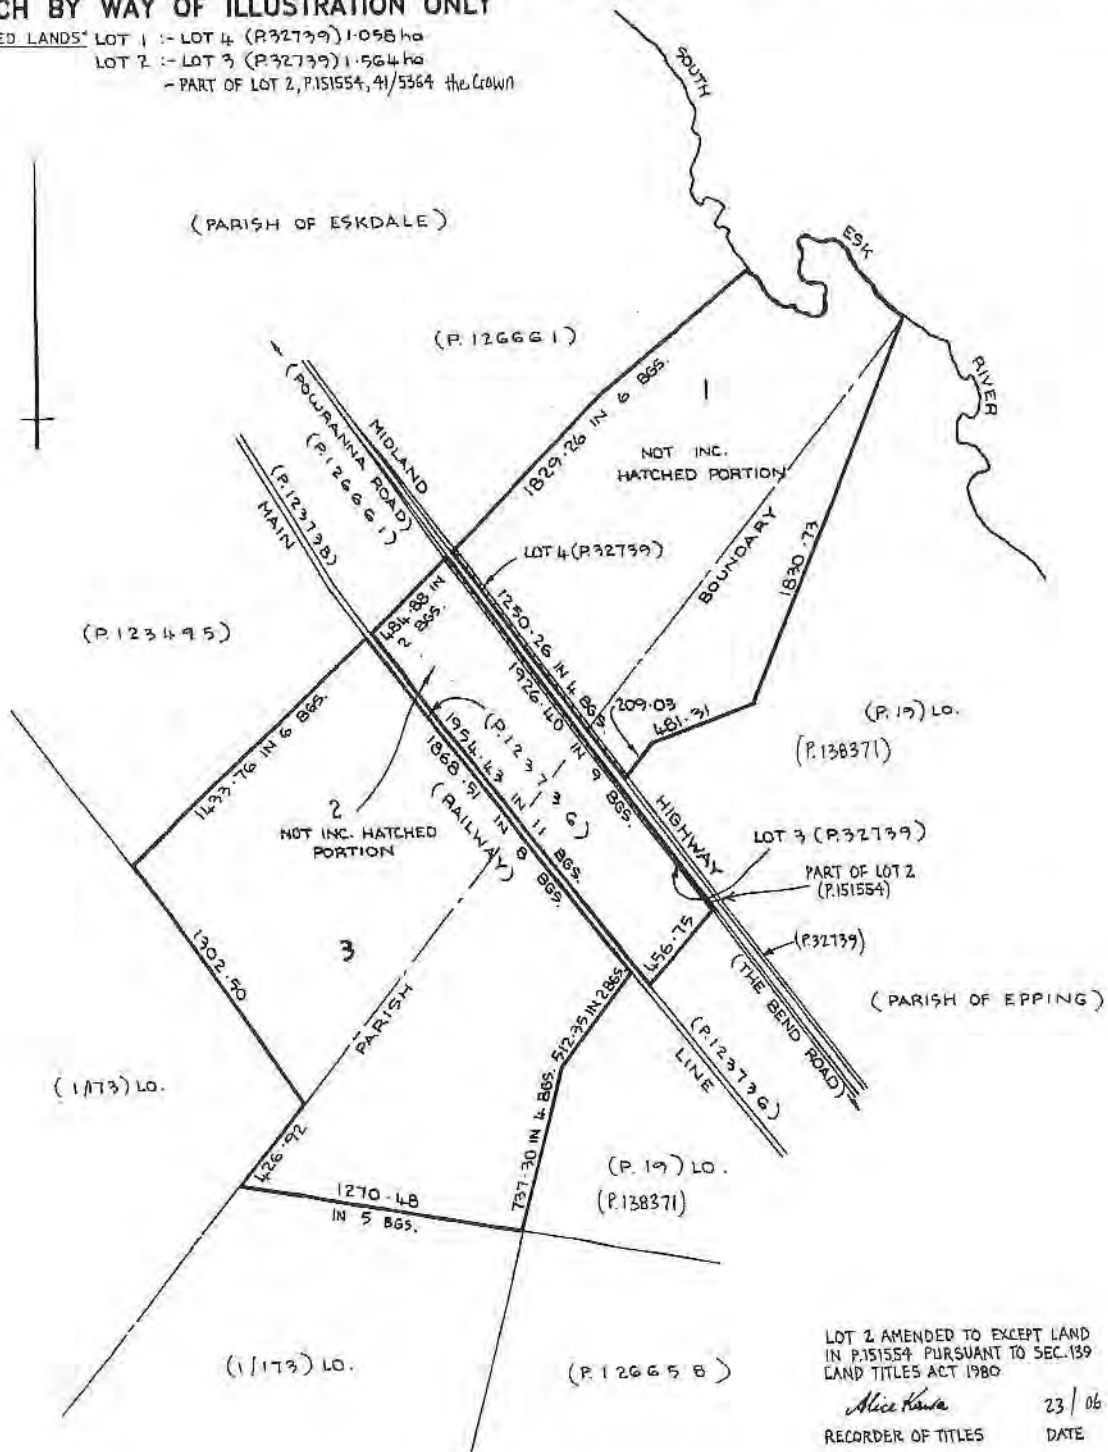 CH BY WAY OF ILLUSTRATION ONLY
ED LANDS" LOT 1 :- LOT 4 (P.32739) 1.058 ha
LOT 2 :- LOT 3 (P.32739) 1.564 ha
- PART OF LOT 2, P.151554, 41/5364 the Crown
SOUTH
ESK
RIVER
(PARISH OF ESKDALE)
(P.126661)
1
1829.26 IN 6 BGS.
NOT INC.
HATCHED PORTION
BOUNDARY
1830.73
MIDLAND
(POWRANNA ROAD)
(P.126661)
(P.123738)
MAIN
LOT 4 (P.32739)
(P.123495)
484.88 IN
2 BGS.
1250.26 IN 4 BGS.
1926.40 IN 9 BGS.
209.03
481.31
(P.19) LO.
(P.138371)
1433.76 IN 6 BGS.
(P.123736)
1954.43 IN 11 BGS.
1868.51 IN 8 BGS.
(RAILWAY)
2
NOT INC. HATCHED
PORTION
HIGHWAY
LOT 3 (P.32739)
PART OF LOT 2
(P.151554)
(P.32739)
3
1302.50
456.75
(THE BEND ROAD)
(PARISH OF EPPING)
PARISH
(P.123736)
LINE
512.35 IN 2 BGS.
737.30 IN 4 BGS.
(1/173) LO.
426.92
1270.48
IN 5 BGS.
(P.19) LO.
(P.138371)
(1/173) LO.
(P.126658)
LOT 2 AMENDED TO EXCEPT LAND
IN P.151554 PURSUANT TO SEC.139
LAND TITLES ACT 1980
Alice
23/06
RECORDER OF TITLES DATE